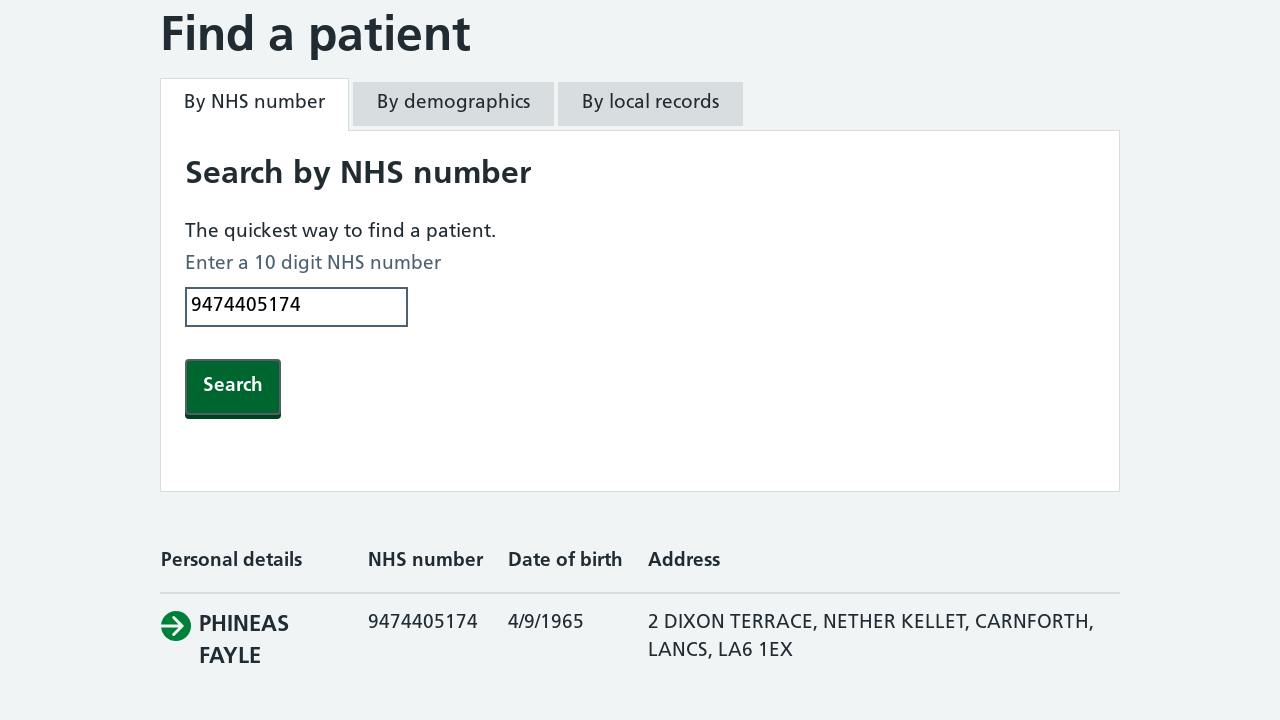 Find a patient
By NHS number
By demographics
By local records
Search by NHS number
The quickest way to find a patient.
Enter a 10 digit NHS number
9474405174
Search
Personal details NHS number Date of birth Address
PHINEAS FAYLE 9474405174 4/9/1965 2 DIXON TERRACE, NETHER KELLET, CARNFORTH,
LANCS, LA6 1EX